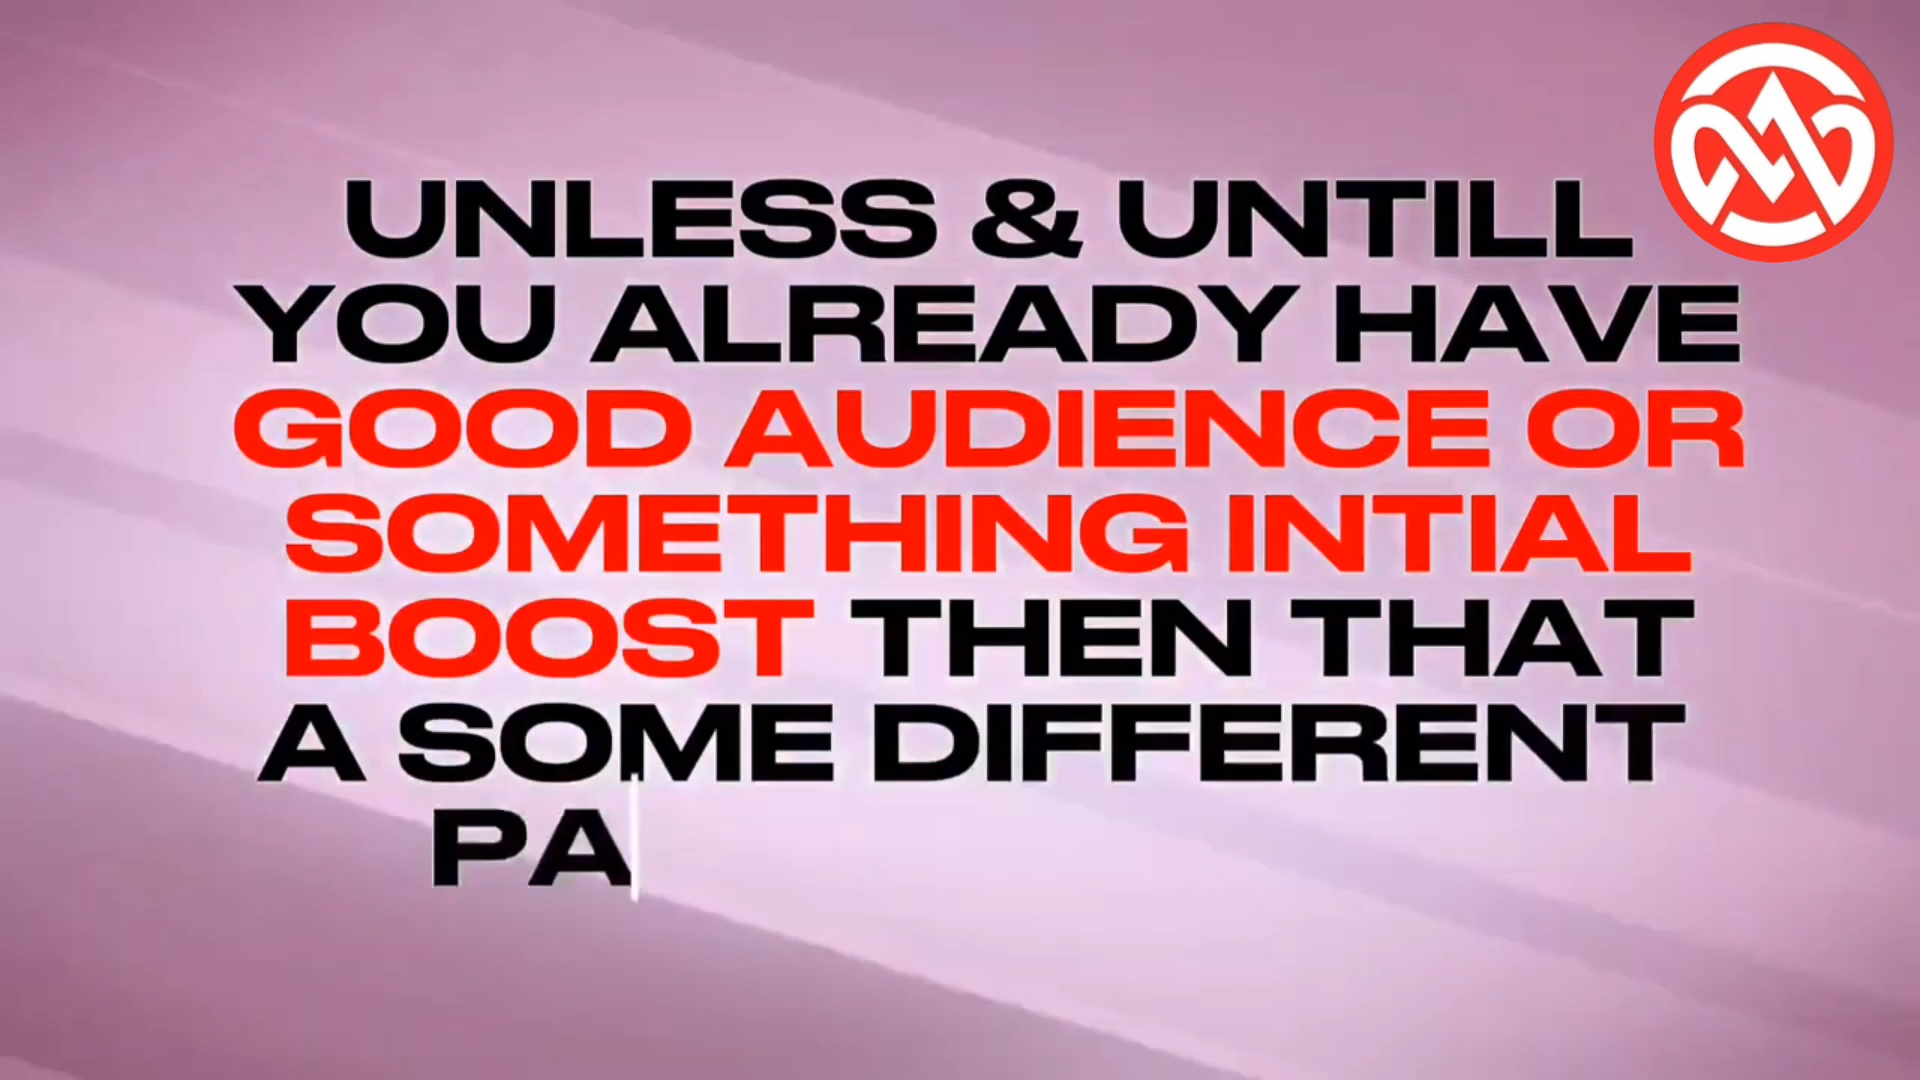 UNLESS & UNTILL
YOU ALREADY HAVE
GOOD AUDIENCE OR
SOMETHING INTIAL
BOOST THEN THAT
A SOME DIFFERENT
PA